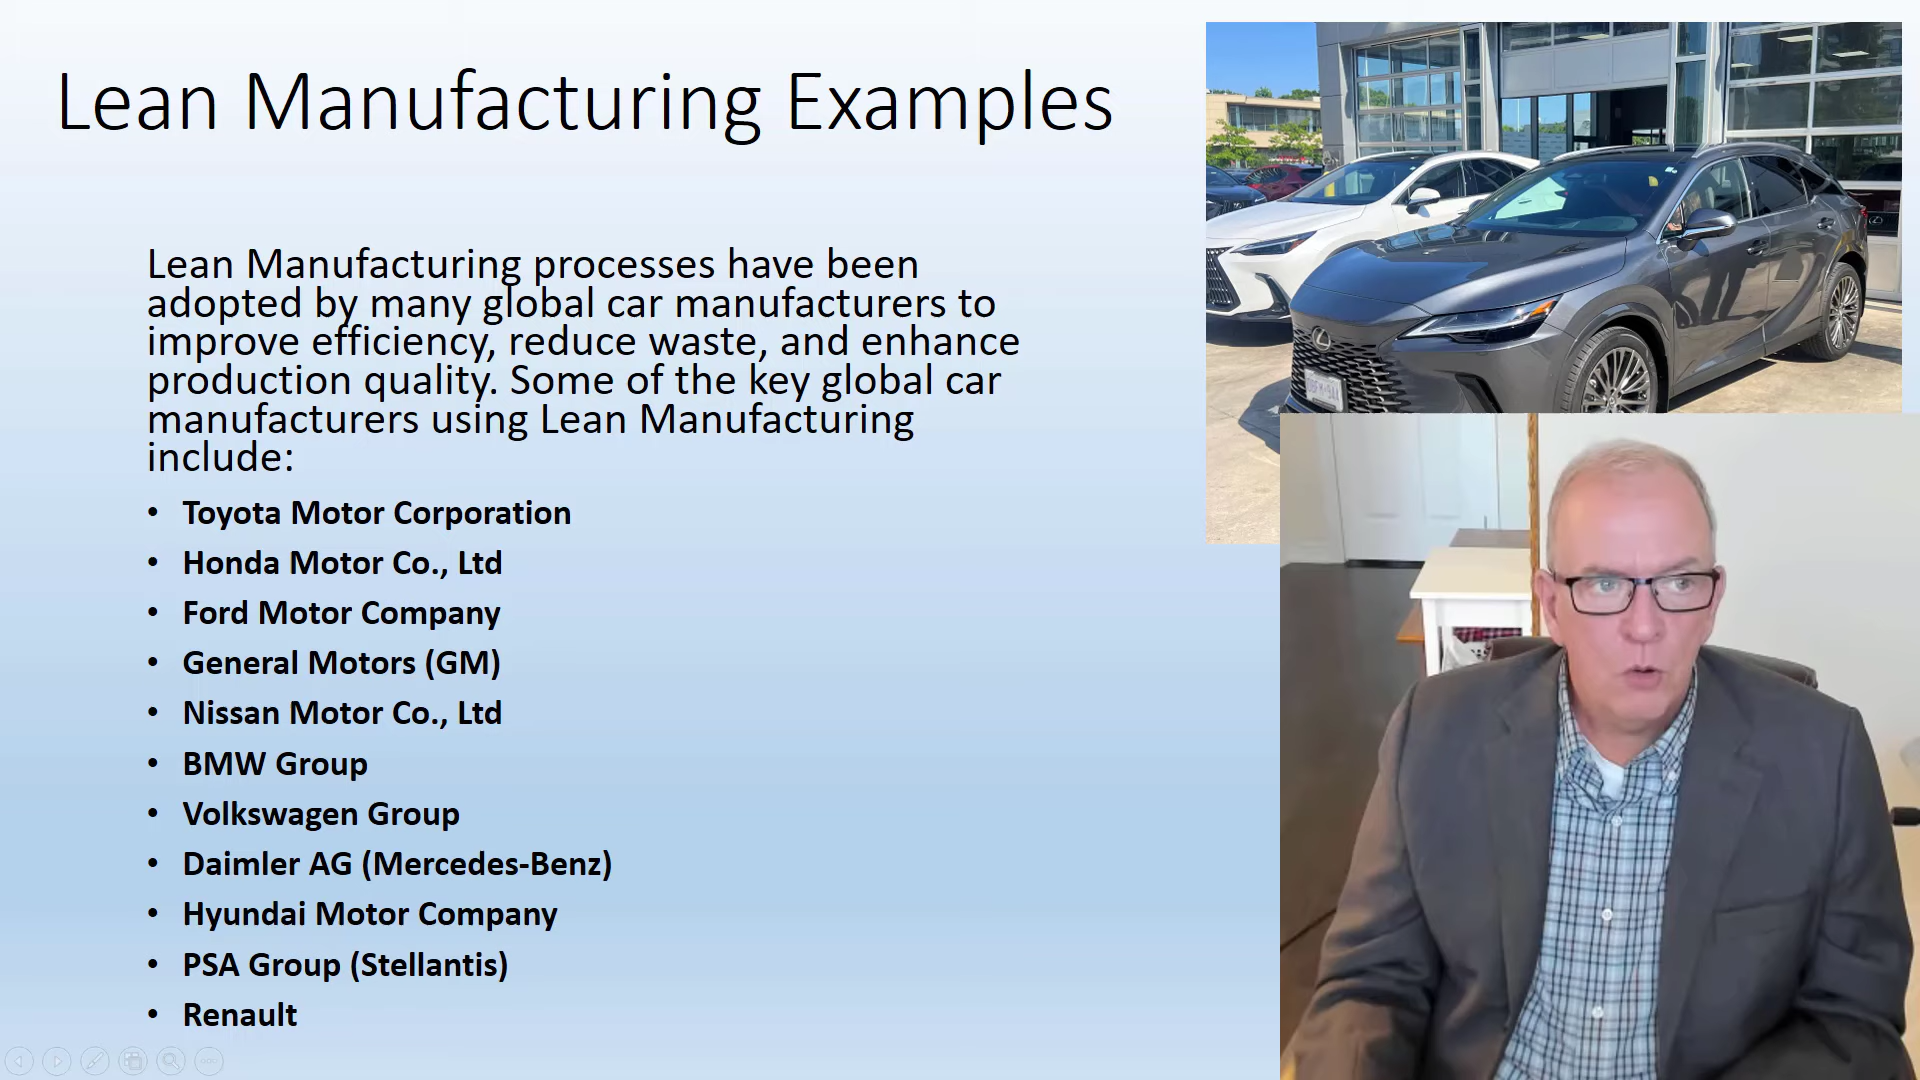 Lean Manufacturing Examples
Lean Manufacturing processes have been
adopted by many global car manufacturers to
improve efficiency, reduce waste, and enhance
production quality. Some of the key global car
manufacturers using Lean Manufacturing
include:
• Toyota Motor Corporation
• Honda Motor Co., Ltd
• Ford Motor Company
• General Motors (GM)
• Nissan Motor Co., Ltd
• BMW Group
• Volkswagen Group
• Daimler AG (Mercedes-Benz)
• Hyundai Motor Company
• PSA Group (Stellantis)
• Renault